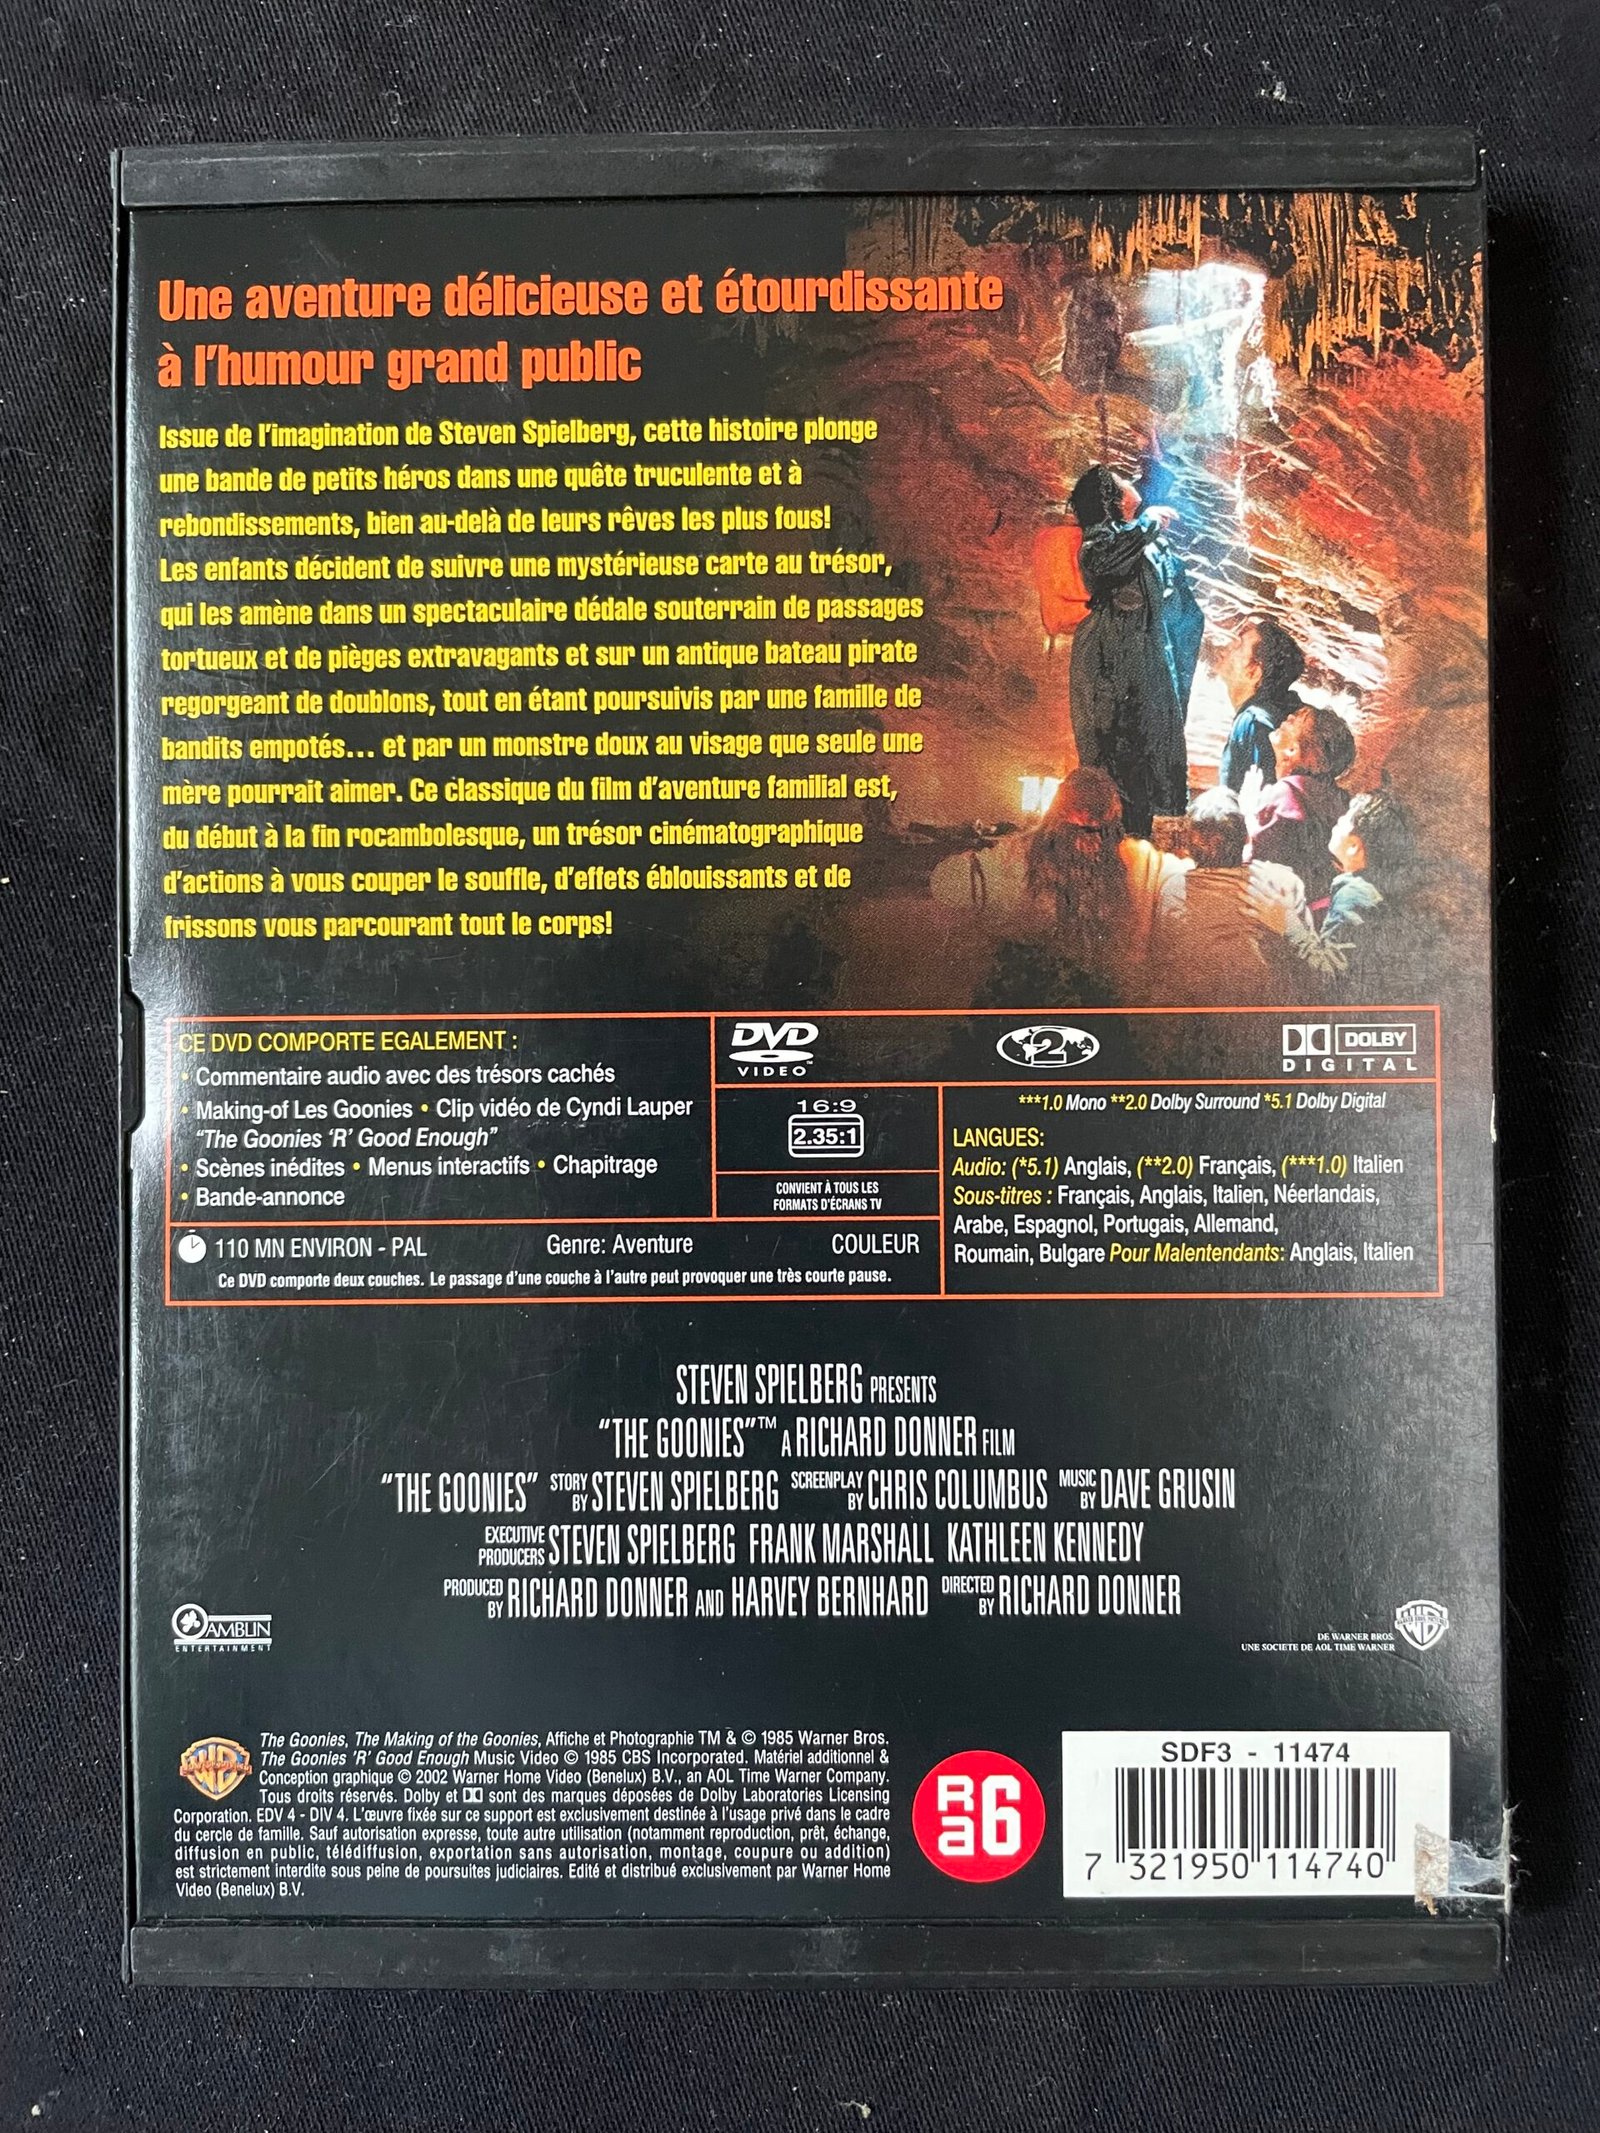 Une aventure délicieuse et étourdissante
à l'humour grand public
Issue de l'imagination de Steven Spielberg, cette histoire plonge
une bande de petits héros dans une quête truculente et à
rebondissements, bien au-delà de leurs rêves les plus fous!
Les enfants décident de suivre une mystérieuse carte au trésor,
qui les amène dans un spectaculaire dédale souterrain de passages
tortueux et de pièges extravagants et sur un antique bateau pirate
regorgeant de doublons, tout en étant poursuivis par une famille de
bandits empotés... et par un monstre doux au visage que seule une
mère pourrait aimer. Ce classique du film d'aventure familial est,
du début à la fin rocambolesque, un trésor cinématographique
d'actions à vous couper le souffle, d'effets éblouissants et de
frissons vous parcourant tout le corps!
CE DVD COMPORTE EGALEMENT :
• Commentaire audio avec des trésors cachés
• Making-of Les Goonies • Clip vidéo de Cyndi Lauper
"The Goonies 'R' Good Enough"
• Scènes inédites • Menus interactifs • Chapitrage
• Bande-annonce
DVD
VIDEO™
2
DOLBY
DIGITAL
16:9
2.35:1
CONVIENT À TOUS LES
FORMATS D'ÉCRANS TV
***1.0 Mono **2.0 Dolby Surround *5.1 Dolby Digital
LANGUES:
Audio: (*5.1) Anglais, (**2.0) Français, (***1.0) Italien
Sous-titres : Français, Anglais, Italien, Néerlandais,
Arabe, Espagnol, Portugais, Allemand,
Roumain, Bulgare Pour Malentendants: Anglais, Italien
110 MN ENVIRON - PAL Genre: Aventure COULEUR
Ce DVD comporte deux couches. Le passage d'une couche à l'autre peut provoquer une très courte pause.
STEVEN SPIELBERG PRESENTS
"THE GOONIES"™ A RICHARD DONNER FILM
"THE GOONIES" STORY BY STEVEN SPIELBERG SCREENPLAY BY CHRIS COLUMBUS MUSIC BY DAVE GRUSIN
EXECUTIVE PRODUCERS STEVEN SPIELBERG FRANK MARSHALL KATHLEEN KENNEDY
PRODUCED BY RICHARD DONNER AND HARVEY BERNHARD DIRECTED BY RICHARD DONNER
AMBLIN
ENTERTAINMENT
DE WARNER BROS.
UNE SOCIETE DE AOL TIME WARNER
The Goonies, The Making of the Goonies, Affiche et Photographie TM & © 1985 Warner Bros.
The Goonies 'R' Good Enough Music Video © 1985 CBS Incorporated. Matériel additionnel &
Conception graphique © 2002 Warner Home Video (Benelux) B.V., an AOL Time Warner Company.
Tous droits réservés. Dolby et sont des marques déposées de Dolby Laboratories Licensing
Corporation. EDV 4 - DIV 4. L'œuvre fixée sur ce support est exclusivement destinée à l'usage privé dans le cadre
du cercle de famille. Sauf autorisation expresse, toute autre utilisation (notamment reproduction, prêt, échange,
diffusion en public, télédiffusion, exportation sans autorisation, montage, coupure ou addition)
est strictement interdite sous peine de poursuites judiciaires. Edité et distribué exclusivement par Warner Home
Video (Benelux) B.V.
Ra6
SDF3 - 11474
7 321950 114740